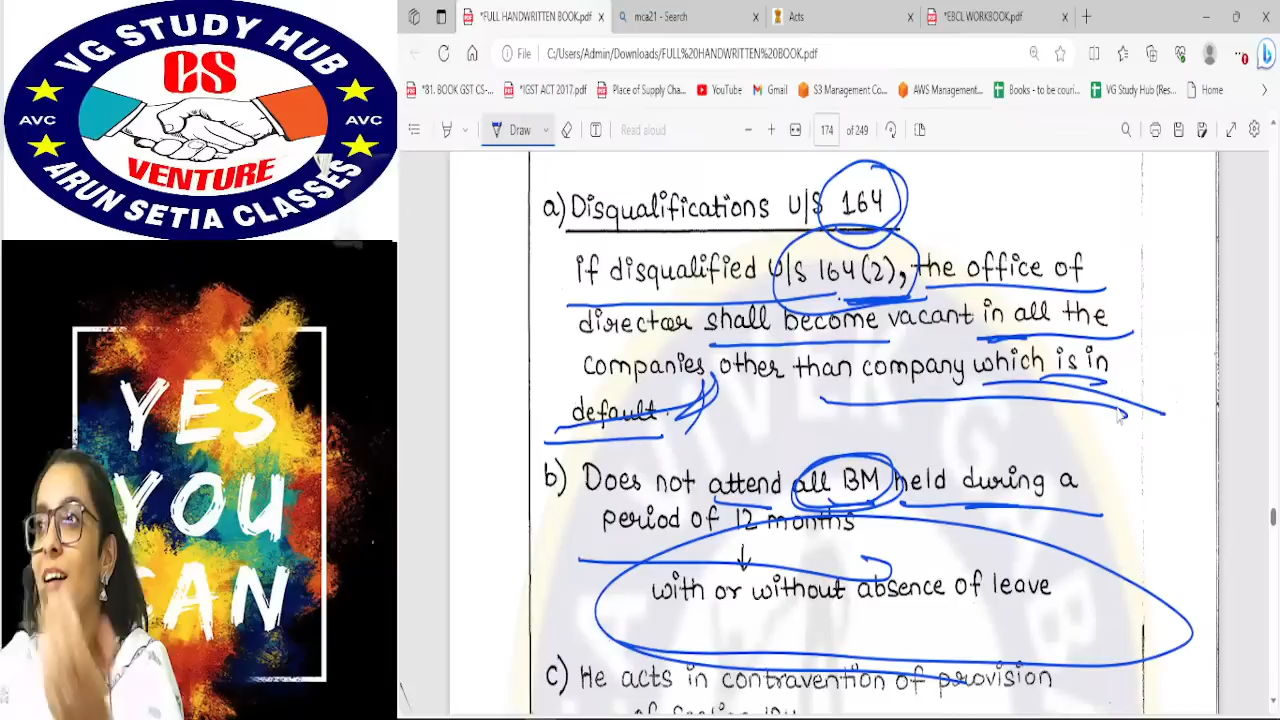 VG STUDY HUB
CS
AVC
AVC
VENTURE
ARUN SETIA CLASSES
YES
YOU
CAN
*FULL HANDWRITTEN BOOK.pdf
mca21 - Search
Acts
*EBCL WORKBOOK.pdf
File
C:/Users/Admin/Downloads/FULL%20HANDWRITTEN%20BOOK.pdf
*81. BOOK GST CS-...
*IGST ACT 2017.pdf
Place of Supply Cha...
YouTube
Gmail
S3 Management Co...
AWS Management...
Books - to be couri...
VG Study Hub (Res...
Home
Draw
Read aloud
174 of 249
a) Disqualifications U/S 164
if disqualified U/S 164(2), the office of
director shall become vacant in all the
companies, other than company which is in
default.
b) Does not attend all BM held during a
period of 12 months
with or without absence of leave
c) He acts in contravention of provision